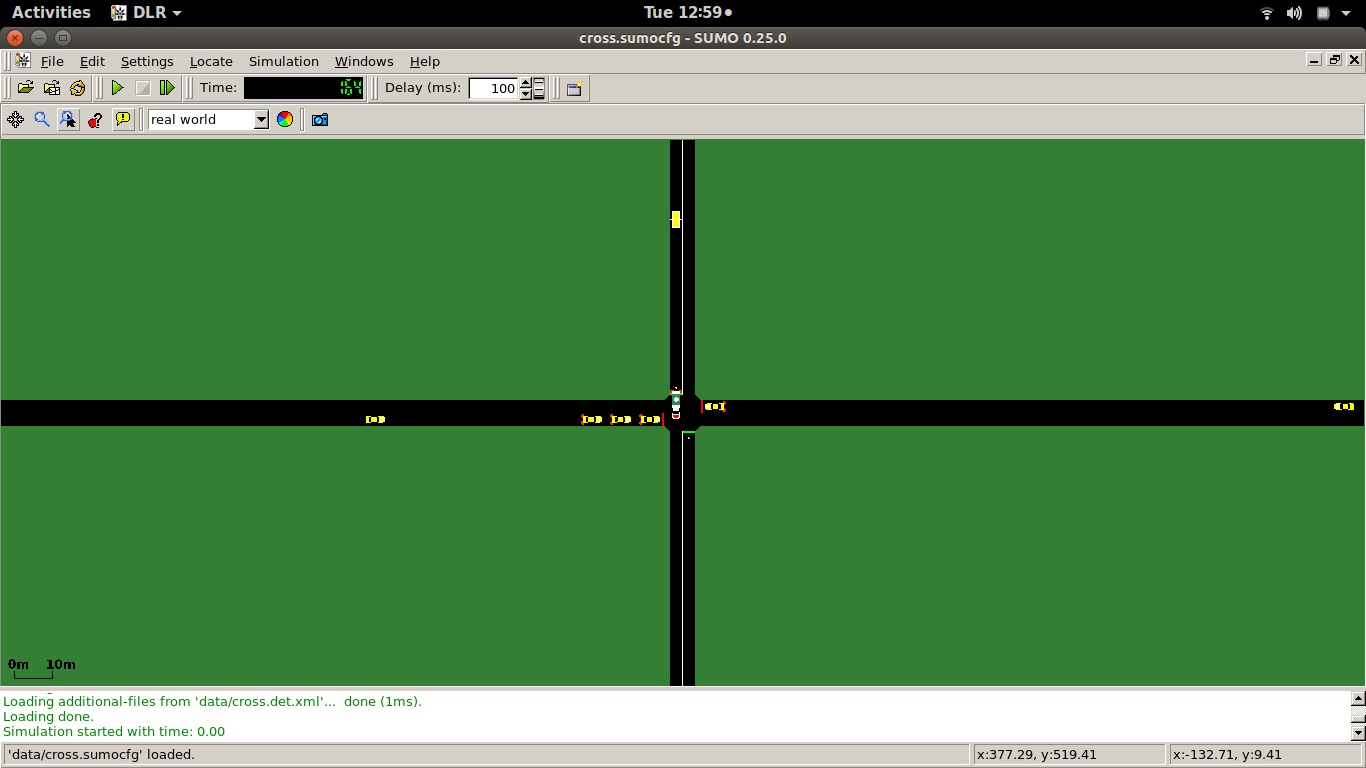 Activities DLR Tue 12:59
cross.sumocfg - SUMO 0.25.0
File Edit Settings Locate Simulation Windows Help
Time: Delay (ms): 100
real world
0m 10m
Loading additional-files from 'data/cross.det.xml'... done (1ms).
Loading done.
Simulation started with time: 0.00
'data/cross.sumocfg' loaded. x:377.29, y:519.41 x:-132.71, y:9.41